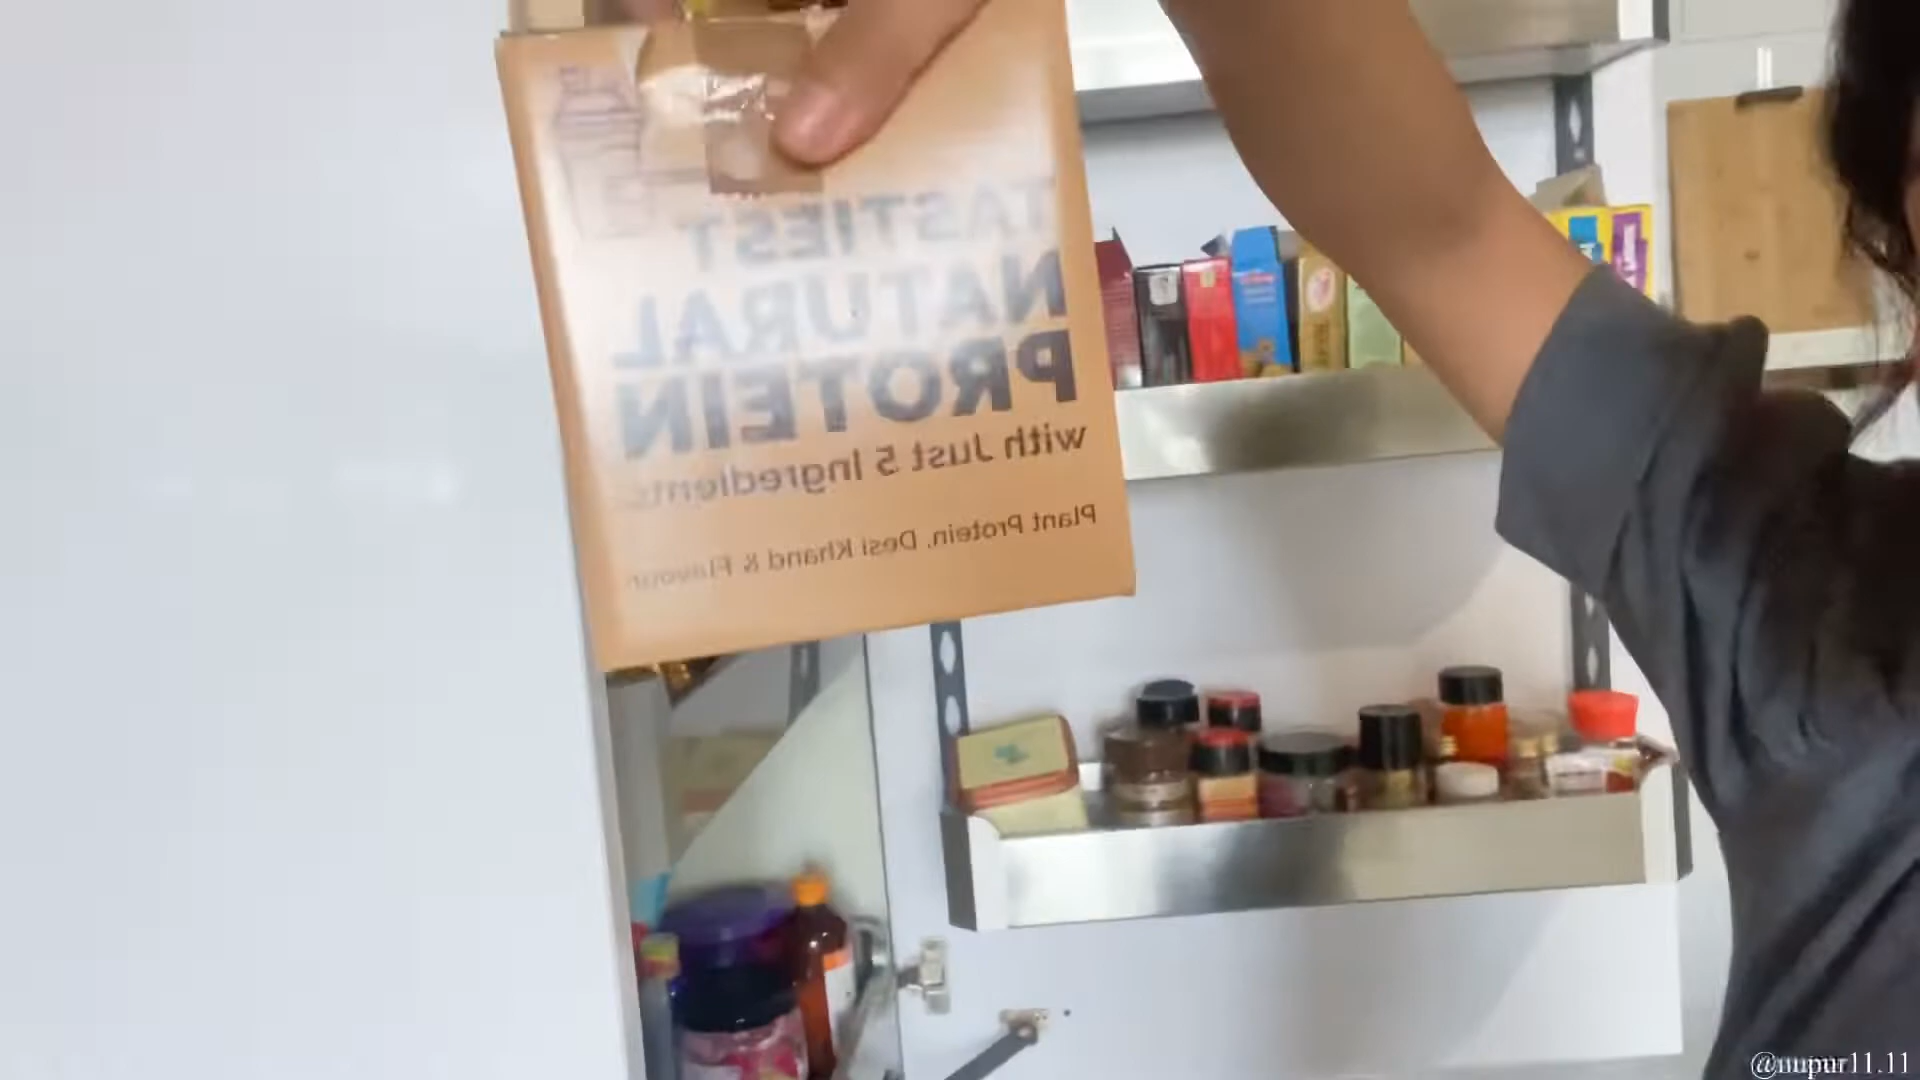 TASTIEST
NATURAL
PROTEIN
with Just 5 Ingredients
Plant Protein, Desi Khand & Flavour
@nupur11.11